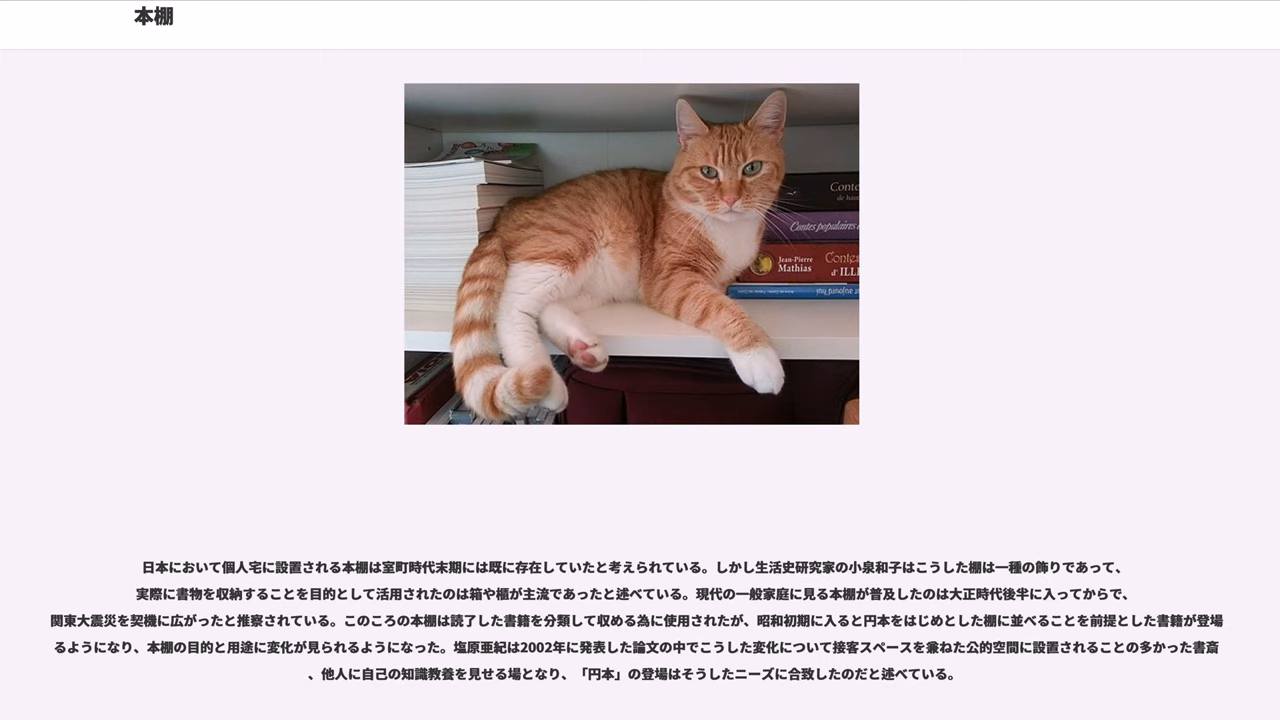 本棚
Conte
de hau
Contes populaires
Jean-Pierre
Mathias
Contes
d' ILL
aujourd'hui
日本において個人宅に設置される本棚は室町時代末期には既に存在していたと考えられている。しかし生活史研究家の小泉和子はこうした棚は一種の飾りであって、
実際に書物を収納することを目的として活用されたのは箱や櫃が主流であったと述べている。現代の一般家庭に見る本棚が普及したのは大正時代後半に入ってからで、
関東大震災を契機に広がったと推察されている。このころの本棚は読了した書籍を分類して収める為に使用されたが、昭和初期に入ると円本をはじめとした棚に並べることを前提とした書籍が登場
るようになり、本棚の目的と用途に変化が見られるようになった。塩原亜紀は2002年に発表した論文の中でこうした変化について接客スペースを兼ねた公的空間に設置されることの多かった書斎
、他人に自己の知識教養を見せる場となり、「円本」の登場はそうしたニーズに合致したのだと述べている。